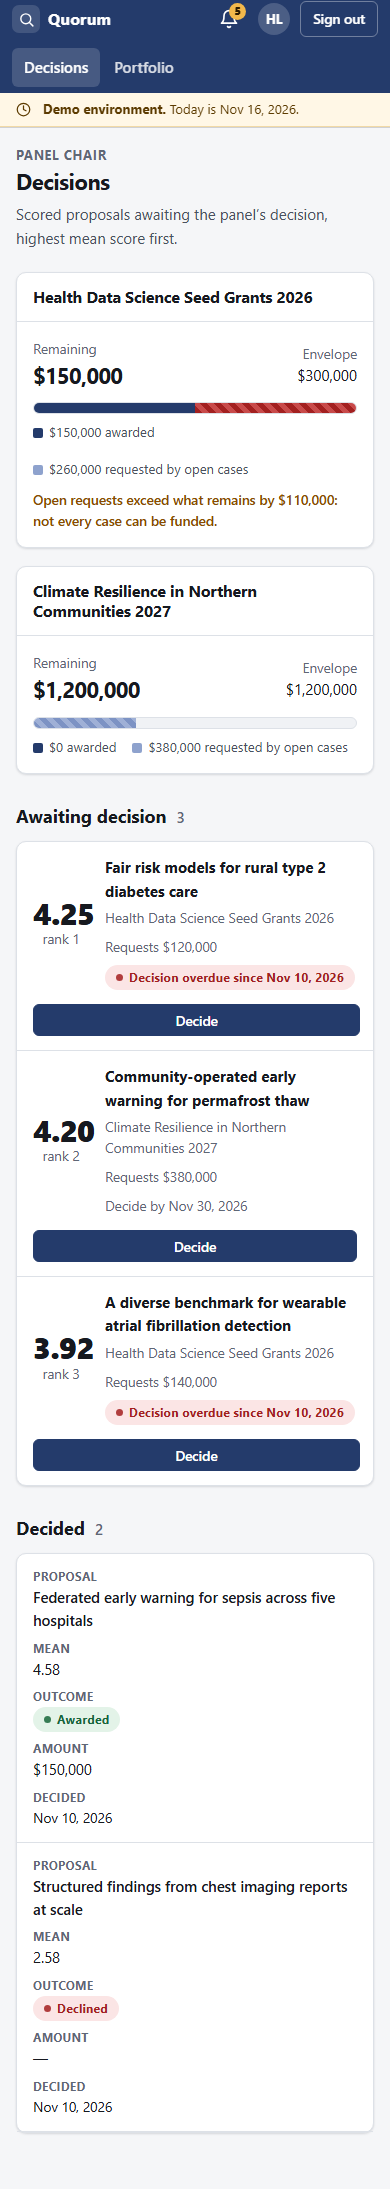 Quorum
5
HL
Sign out
Decisions
Portfolio
Demo environment. Today is Nov 16, 2026.
PANEL CHAIR
Decisions
Scored proposals awaiting the panel's decision,
highest mean score first.
Health Data Science Seed Grants 2026
Remaining
Envelope
$150,000
$300,000
$150,000 awarded
$260,000 requested by open cases
Open requests exceed what remains by $110,000:
not every case can be funded.
Climate Resilience in Northern
Communities 2027
Remaining
Envelope
$1,200,000
$1,200,000
$0 awarded
$380,000 requested by open cases
Awaiting decision 3
4.25
rank 1
Fair risk models for rural type 2
diabetes care
Health Data Science Seed Grants 2026
Requests $120,000
Decision overdue since Nov 10, 2026
Decide
4.20
rank 2
Community-operated early
warning for permafrost thaw
Climate Resilience in Northern
Communities 2027
Requests $380,000
Decide by Nov 30, 2026
Decide
3.92
rank 3
A diverse benchmark for wearable
atrial fibrillation detection
Health Data Science Seed Grants 2026
Requests $140,000
Decision overdue since Nov 10, 2026
Decide
Decided 2
PROPOSAL
Federated early warning for sepsis across five
hospitals
MEAN
4.58
OUTCOME
Awarded
AMOUNT
$150,000
DECIDED
Nov 10, 2026
PROPOSAL
Structured findings from chest imaging reports
at scale
MEAN
2.58
OUTCOME
Declined
AMOUNT
—
DECIDED
Nov 10, 2026